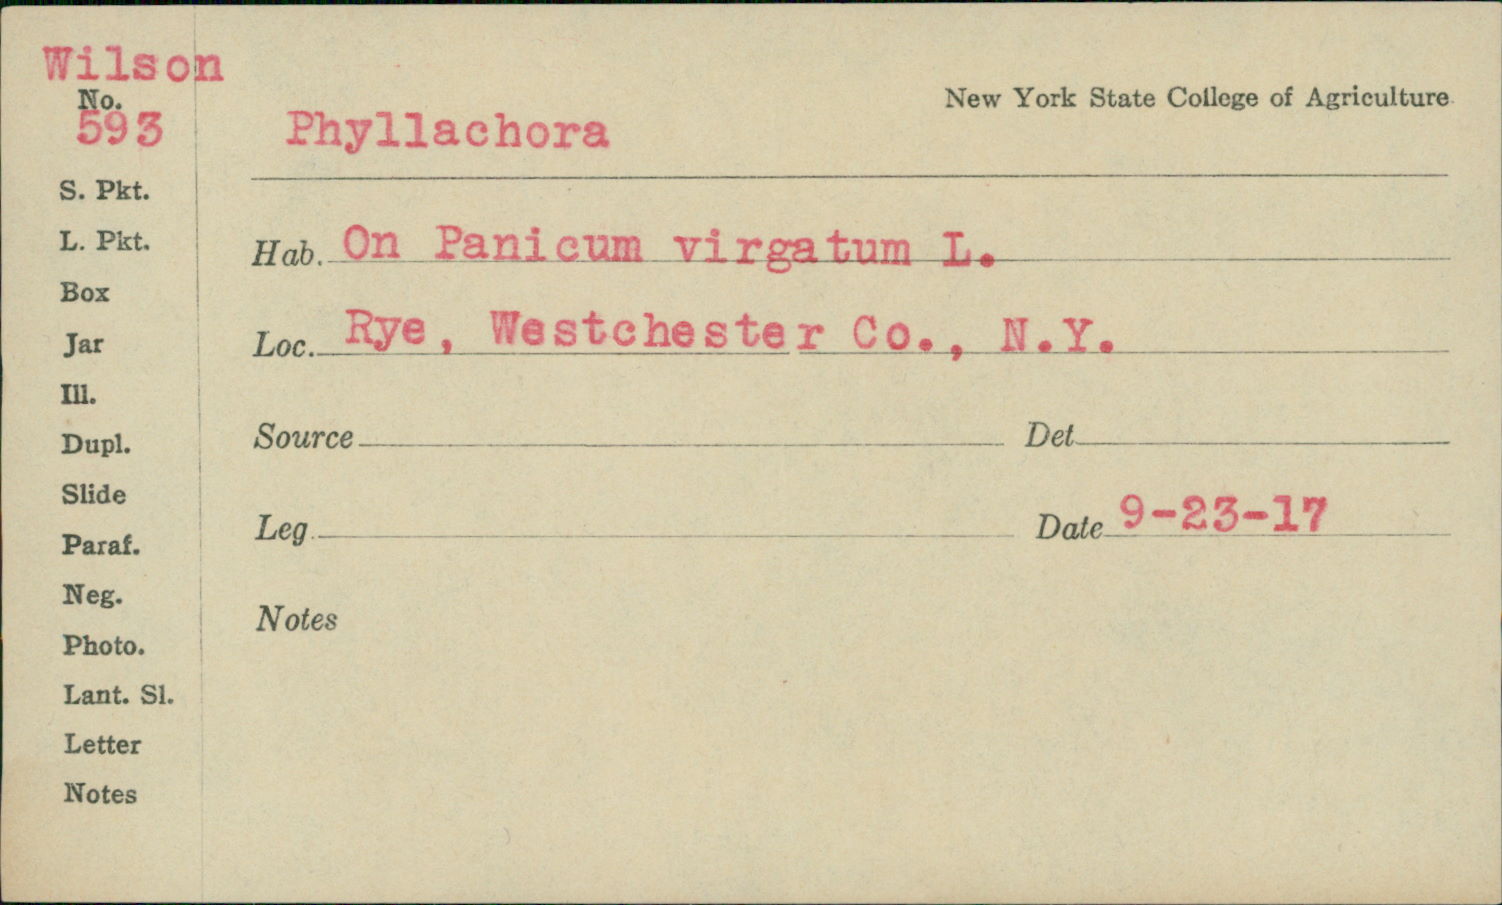 Wilson
No.
593
New York State College of Agriculture
Phyllachora
S. Pkt.
L. Pkt.
Box
Jar
Ill.
Dupl.
Slide
Paraf.
Neg.
Photo.
Lant. Sl.
Letter
Notes
Hab. On Panicum virgatum L.
Loc. Rye, Westchester Co., N.Y.
Source Det
Leg Date 9-23-17
Notes